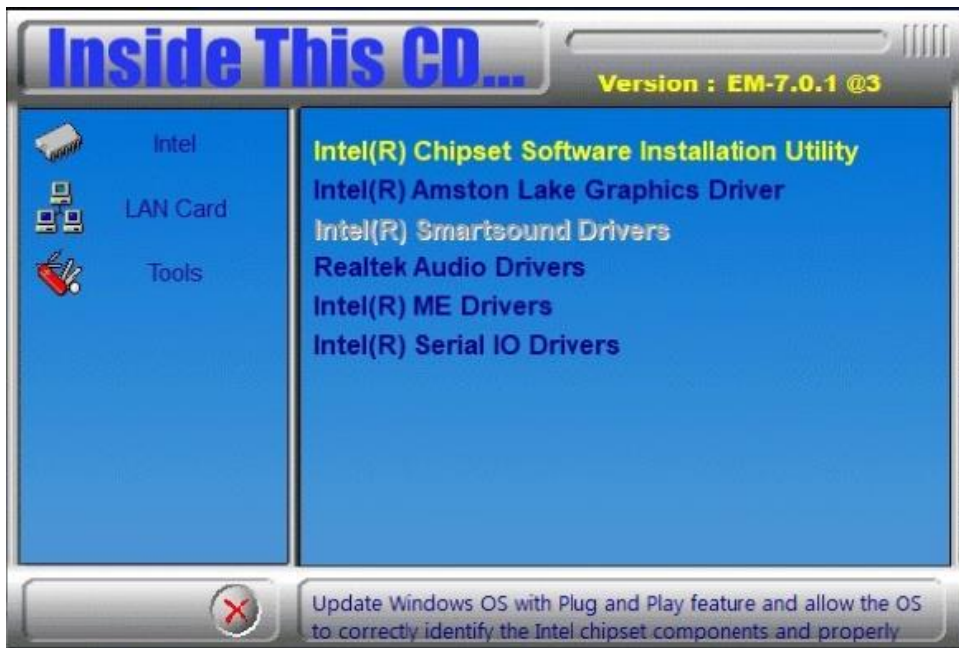 Inside This CD...
Version : EM-7.0.1 @3
Intel
LAN Card
Tools
Intel(R) Chipset Software Installation Utility
Intel(R) Amston Lake Graphics Driver
Intel(R) Smartsound Drivers
Realtek Audio Drivers
Intel(R) ME Drivers
Intel(R) Serial IO Drivers
Update Windows OS with Plug and Play feature and allow the OS
to correctly identify the Intel chipset components and properly